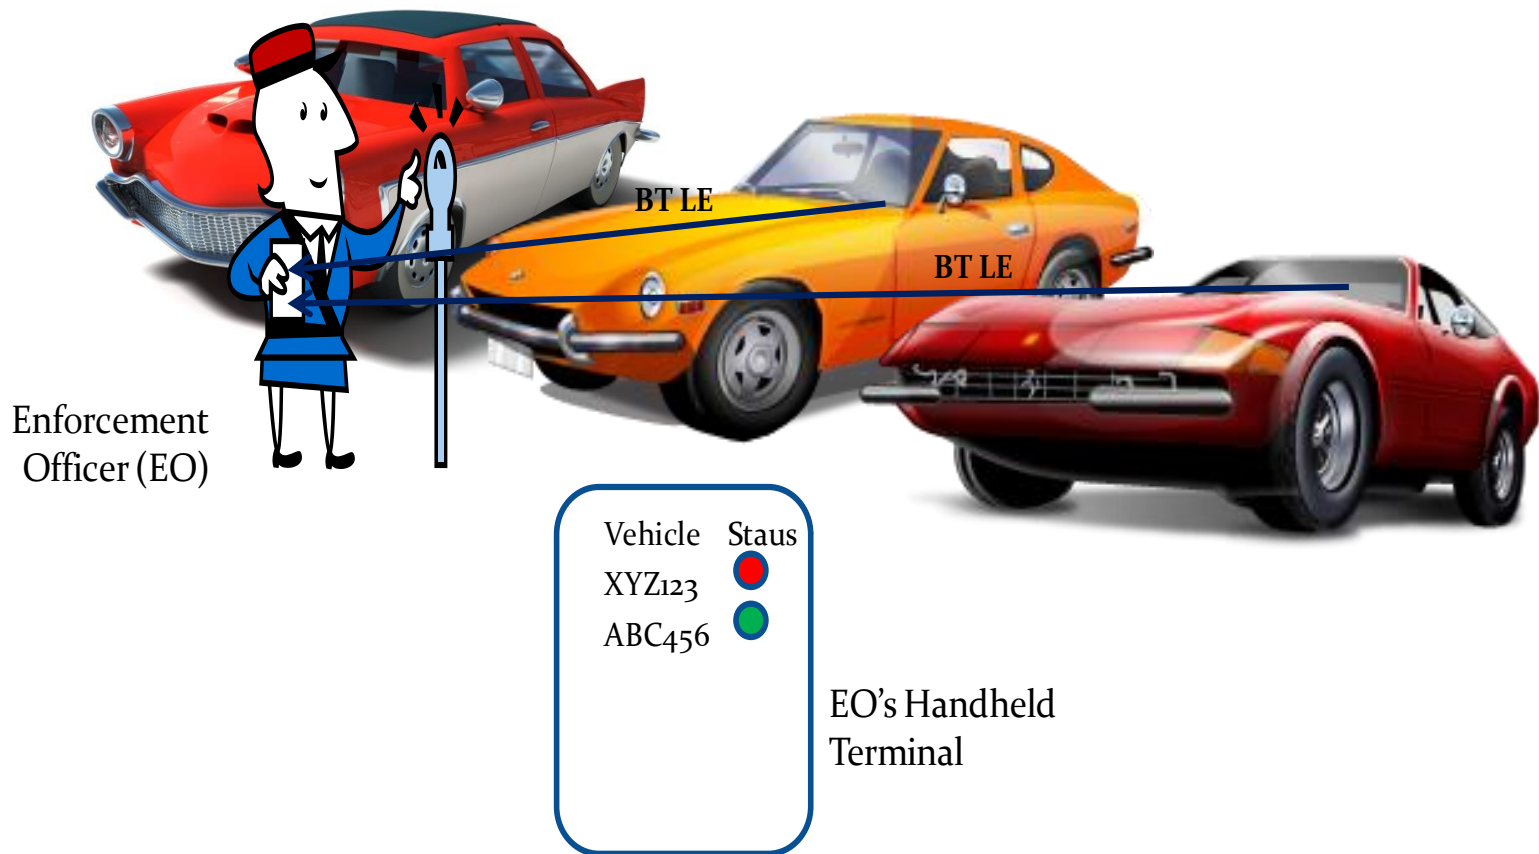 BT LE
BT LE
Enforcement
Officer (EO)
Vehicle Staus
XYZ123
ABC456
EO's Handheld
Terminal